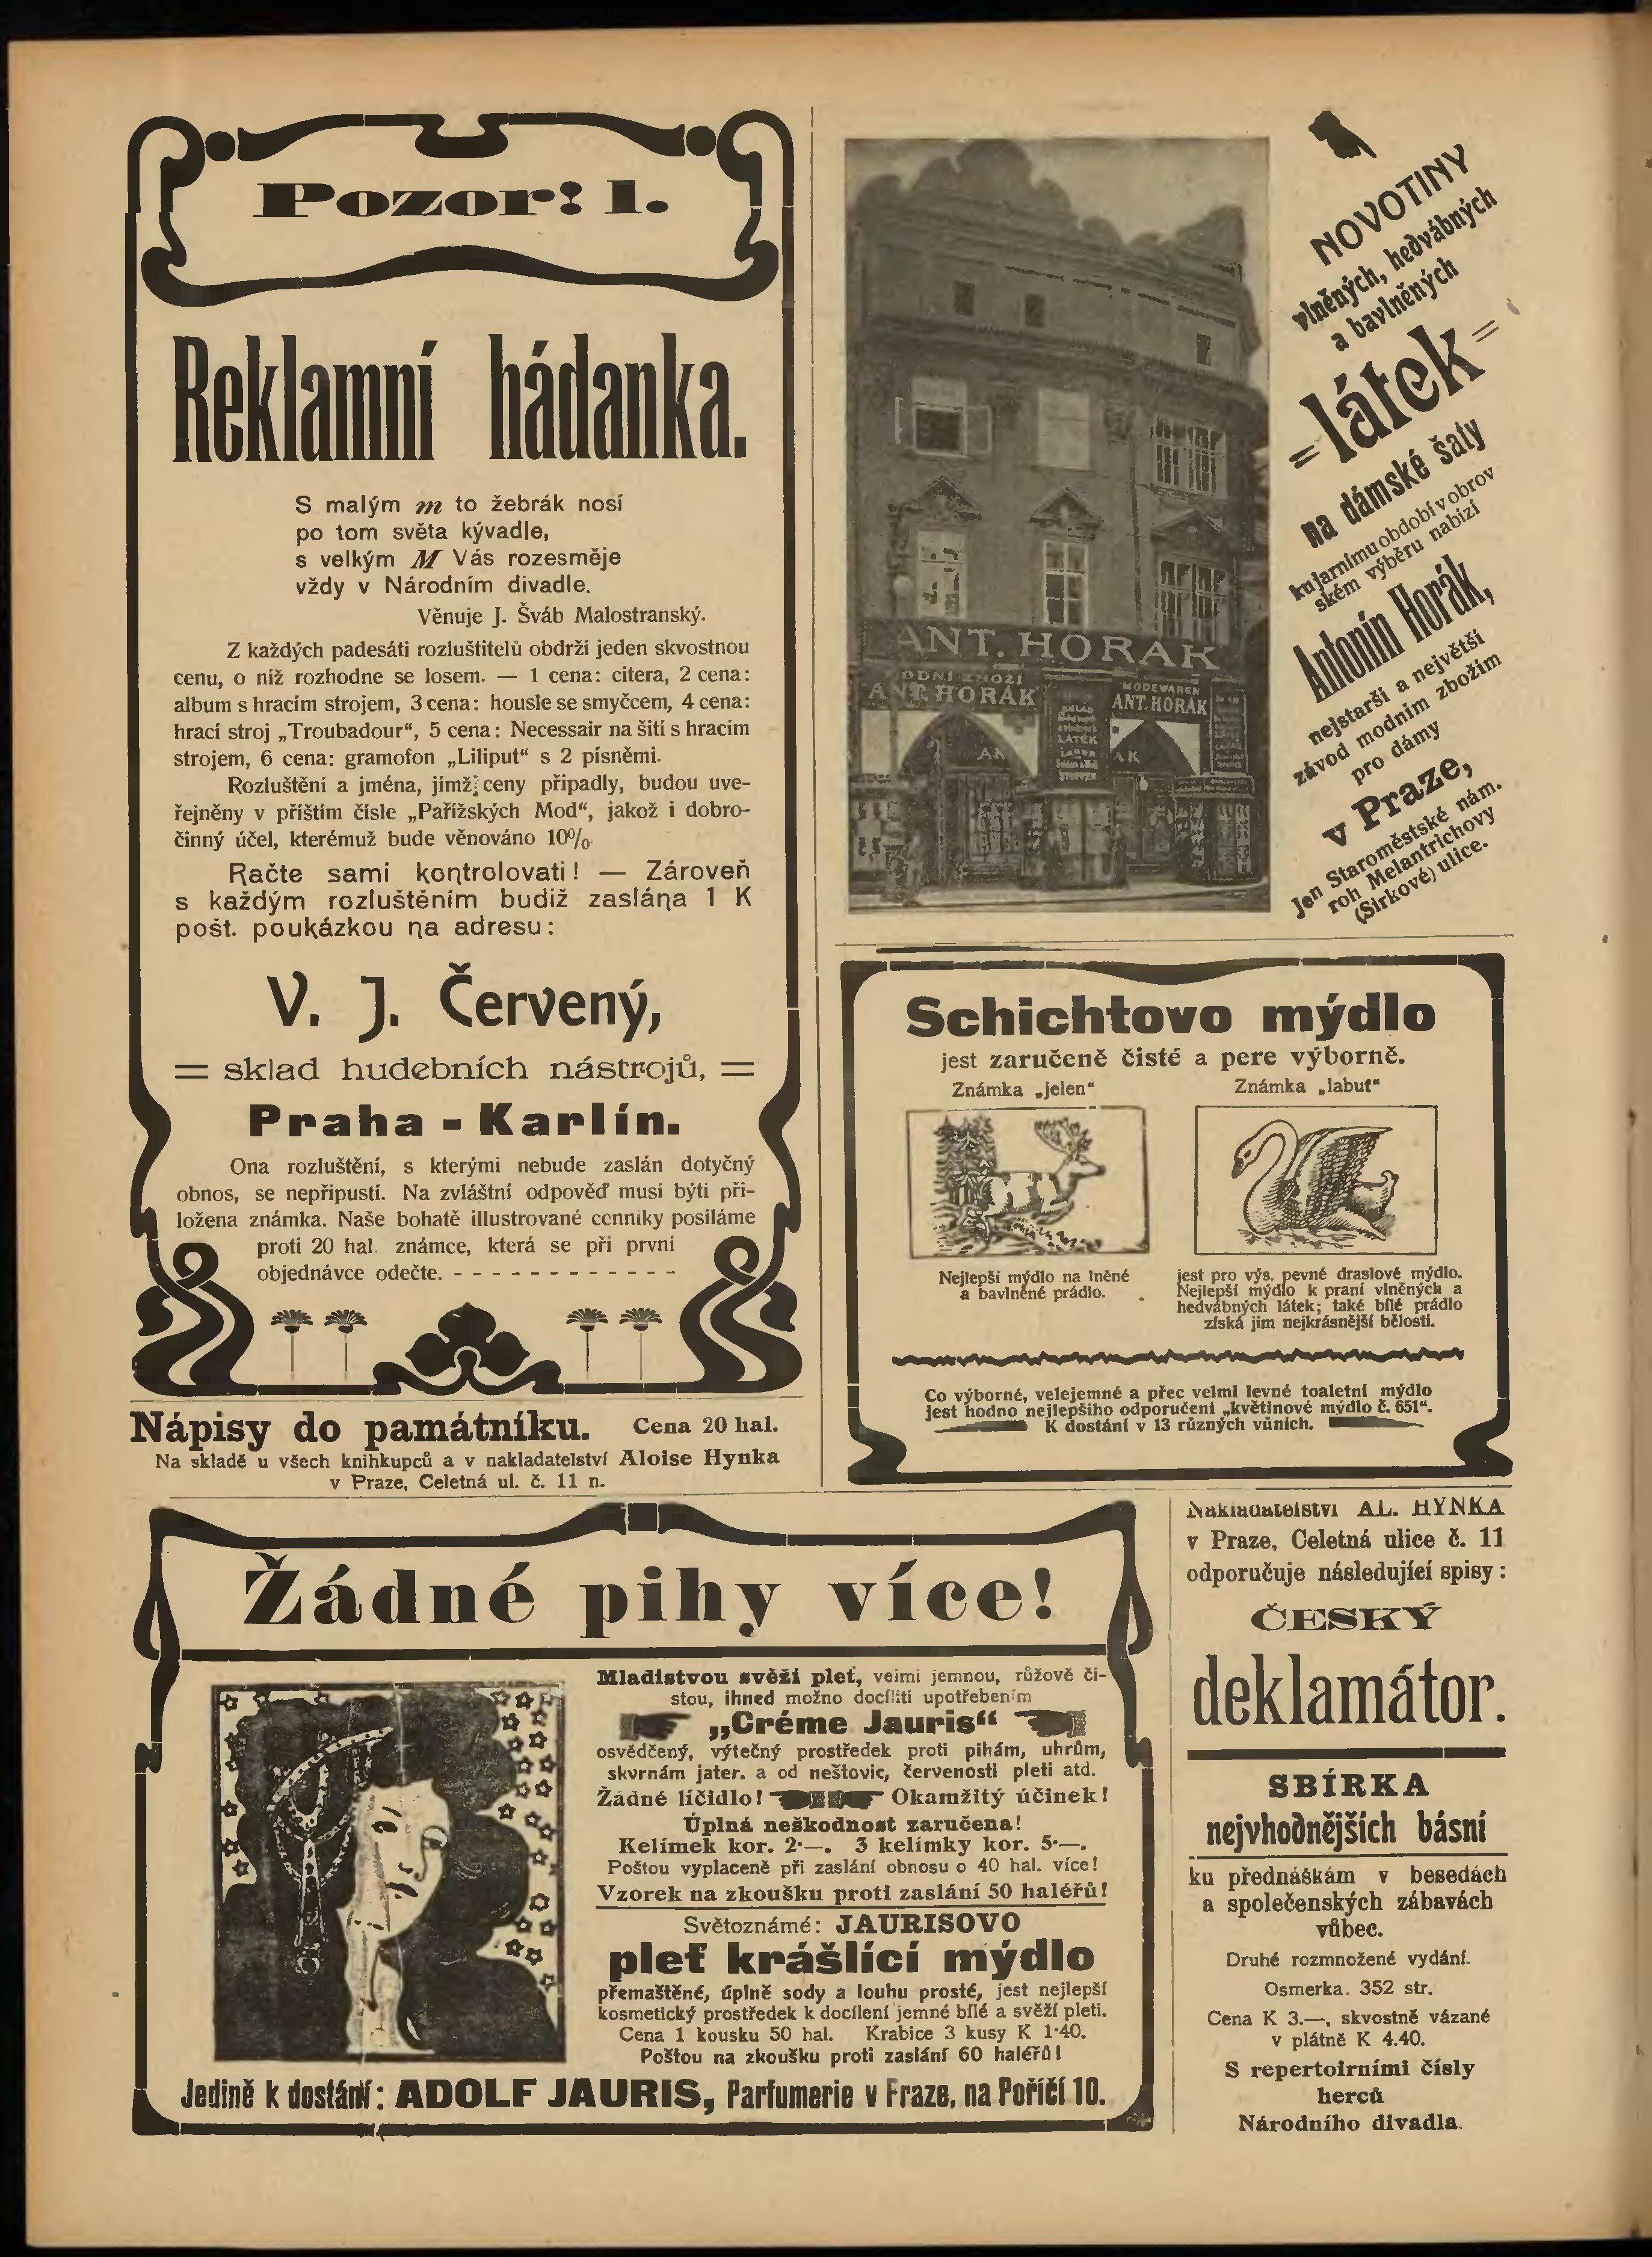 Pozor! 1.
Reklamní hádanka.
S malým m to žebrák nosí
po tom světa kývadle,
s velkým M Vás rozesměje
vždy v Národním divadle.
Věnuje J. Šváb Malostranský.
Z každých padesáti rozluštitelů obdrží jeden skvostnou
cenu, o níž rozhodne se losem. — 1 cena: citera, 2 cena:
album s hracím strojem, 3 cena: housle se smyčcem, 4 cena:
hrací stroj „Troubadour“, 5 cena: Necessair na šití s hracím
strojem, 6 cena: gramofon „Liliput“ s 2 písněmi.
Rozluštění a jména, jimž ceny připadly, budou uve-
řejněny v příštím čísle „Pařížských Mod“, jakož i dobro-
činný účel, kterémuž bude věnováno 10%.
Račte sami kontrolovati! — Zároveň
s každým rozluštěním budiž zaslána 1 K
pošt. poukázkou na adresu:
V. J. Červený,
= sklad hudebních nástrojů, =
Praha - Karlín.
Ona rozluštění, s kterými nebude zaslán dotyčný
obnos, se nepřipustí. Na zvláštní odpověď musí býti při-
ložena známka. Naše bohatě illustrované cenníky posíláme
proti 20 hal. známce, která se při první
objednávce odečte. - - - - - - - - - - - -
Nápisy do památníku. Cena 20 hal.
Na skladě u všech knihkupců a v nakladatelství Aloise Hynka
v Praze, Celetná ul. č. 11 n.
ANT. HORÁK
ODNÍ ZBOŽÍ
ANT. HORÁK
MODEWAREN
ANT. HORÁK
LÁTEK
NOVOTINY
vlněných, hedvábných
a bavlněných
= látek =
na dámské šaty
ku jarnímu období v obrov
ském výběru nabízí
Antonín Horák,
nejstarší a největší
závod modním zbožím
pro dámy
v Praze,
jen Staroměstské nám.
roh Melantrichovy
(Sirkové) ulice.
Schichtovo mýdlo
jest zaručeně čisté a pere výborně.
Známka „jelen“
Známka „labuť“
Nejlepší mýdlo na lněné
a bavlněné prádlo.
jest pro výs. pevné draslové mýdlo.
Nejlepší mýdlo k praní vlněných a
hedvábných látek; také bílé prádlo
získá jím nejkrásnější bělosti.
Co výborné, velejemné a přec velmi levné toaletní mýdlo
jest hodno nejlepšího odporučení „květinové mýdlo č. 651“.
K dostání v 13 různých vůních.
Žádné pihy více!
Mladistvou svěží pleť, velmi jemnou, růžově či-
stou, ihned možno docíliti upotřebením
„Créme Jauris“
osvědčený, výtečný prostředek proti pihám, uhrům,
skvrnám jater. a od neštovic, červenosti pleti atd.
Žádné líčidlo! Okamžitý účinek!
Úplná neškodnost zaručena!
Kelímek kor. 2·—. 3 kelímky kor. 5·—.
Poštou vyplaceně při zaslání obnosu o 40 hal. více!
Vzorek na zkoušku proti zaslání 50 haléřů!
Světoznámé: JAURISOVO
pleť krášlící mýdlo
přemaštěné, úplně sody a louhu prosté, jest nejlepší
kosmetický prostředek k docílení jemné bílé a svěží pleti.
Cena 1 kousku 50 hal. Krabice 3 kusy K 1·40.
Poštou na zkoušku proti zaslání 60 haléřů!
Jedině k dostání: ADOLF JAURIS, Parfumerie v Praze, na Poříčí 10.
Nakladatelství AL. HYNKA
v Praze, Celetná ulice č. 11
odporučuje následující spisy:
ČESKÝ
deklamátor.
SBÍRKA
nejvhodnějších básní
ku přednáškám v besedách
a společenských zábavách
vůbec.
Druhé rozmnožené vydání.
Osmerka. 352 str.
Cena K 3.—, skvostně vázané
v plátně K 4.40.
S repertoirními čísly
herců
Národního divadla.